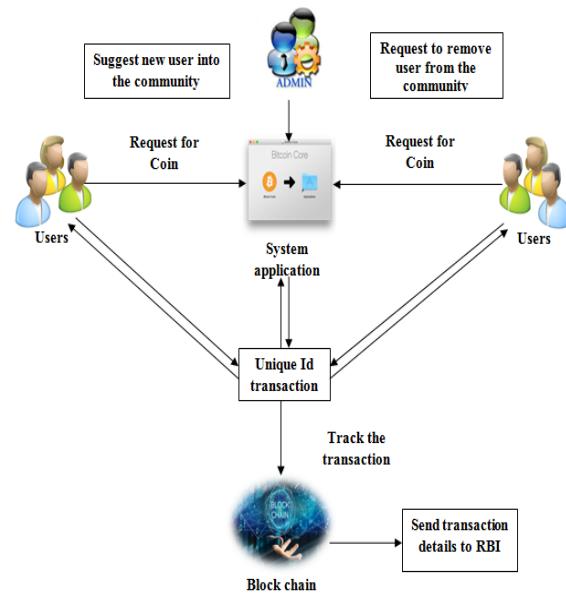 Suggest new user into
the community
ADMIN
Request to remove
user from the
community
Request for
Coin
Bitcoin Core
Request for
Coin
Users
System
application
Users
Unique Id
transaction
Track the
transaction
BLOCK
CHAIN
Send transaction
details to RBI
Block chain